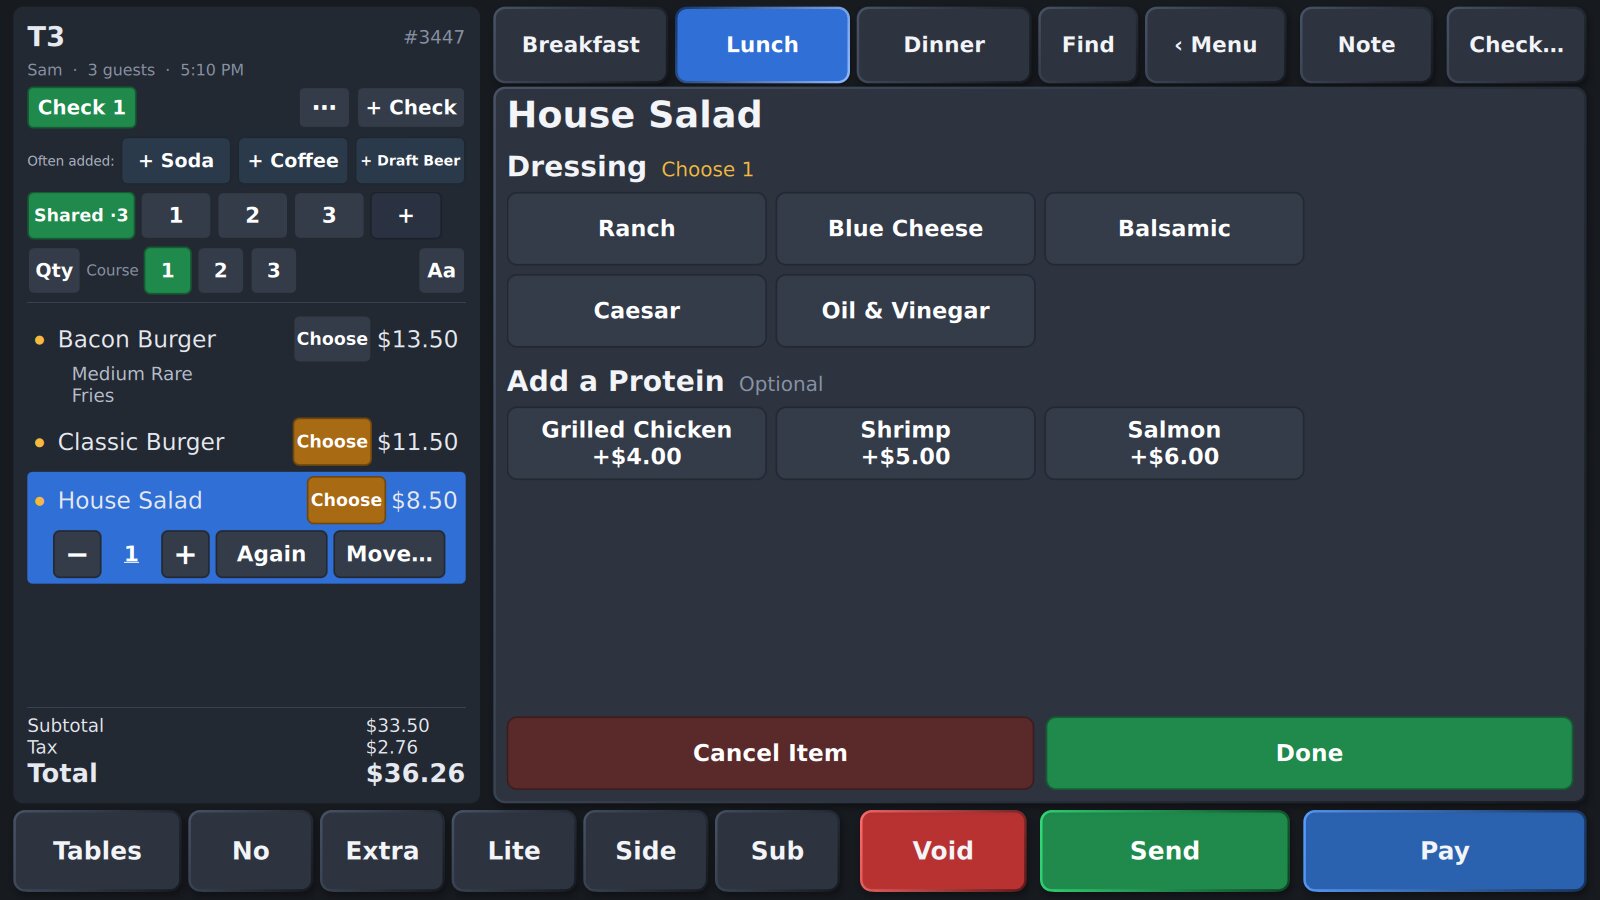 T3
#3447
Sam · 3 guests · 5:10 PM
Check 1
···
+ Check
Often added:
+ Soda
+ Coffee
+ Draft Beer
Shared ·3
1
2
3
+
Qty
Course
1
2
3
Aa
Bacon Burger
Choose
$13.50
Medium Rare
Fries
Classic Burger
Choose
$11.50
House Salad
Choose
$8.50
−
1
+
Again
Move…
Subtotal
$33.50
Tax
$2.76
Total
$36.26
Breakfast
Lunch
Dinner
Find
‹ Menu
Note
Check…
House Salad
Dressing Choose 1
Ranch
Blue Cheese
Balsamic
Caesar
Oil & Vinegar
Add a Protein Optional
Grilled Chicken
+$4.00
Shrimp
+$5.00
Salmon
+$6.00
Cancel Item
Done
Tables
No
Extra
Lite
Side
Sub
Void
Send
Pay